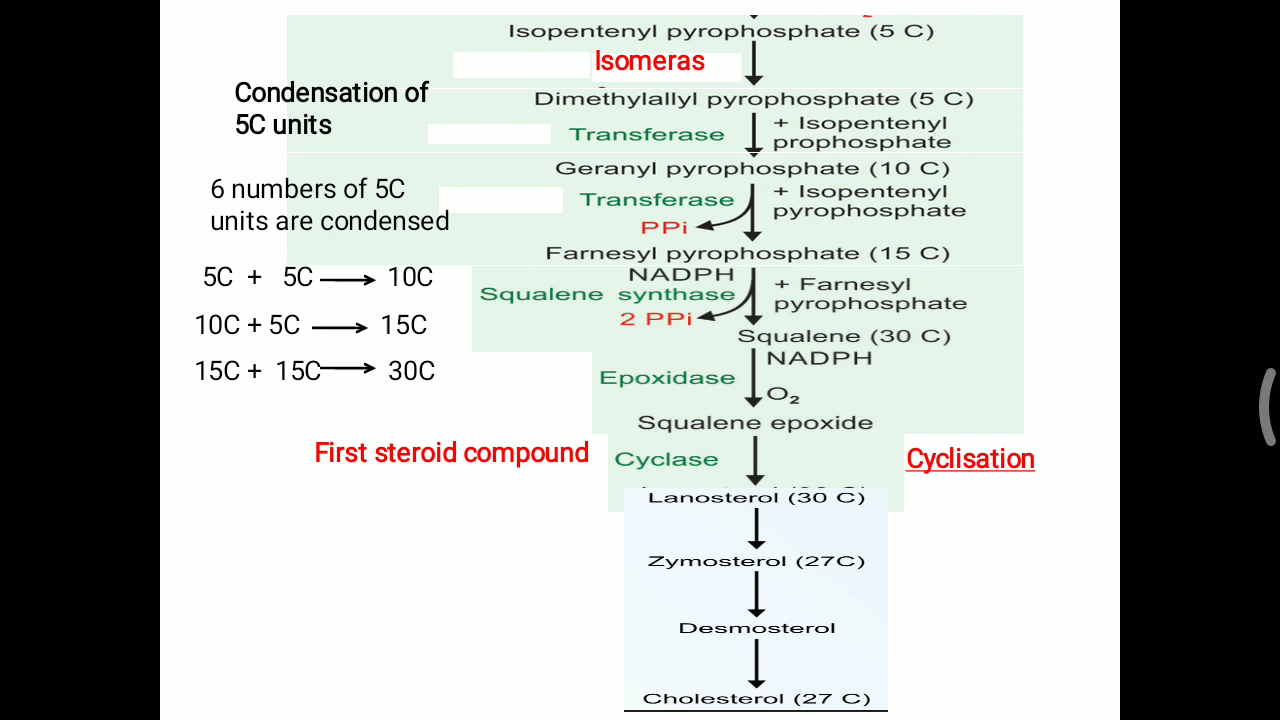 Isopentenyl pyrophosphate (5 C)
Isomeras
Condensation of
5C units
Dimethylallyl pyrophosphate (5 C)
Transferase
+ Isopentenyl
prophosphate
Geranyl pyrophosphate (10 C)
6 numbers of 5C
units are condensed
Transferase
+ Isopentenyl
pyrophosphate
PPi
Farnesyl pyrophosphate (15 C)
5C + 5C → 10C
10C + 5C → 15C
15C + 15C → 30C
NADPH
Squalene synthase
+ Farnesyl
pyrophosphate
2 PPi
Squalene (30 C)
NADPH
Epoxidase
O₂
Squalene epoxide
First steroid compound
Cyclase
Cyclisation
Lanosterol (30 C)
Zymosterol (27C)
Desmosterol
Cholesterol (27 C)